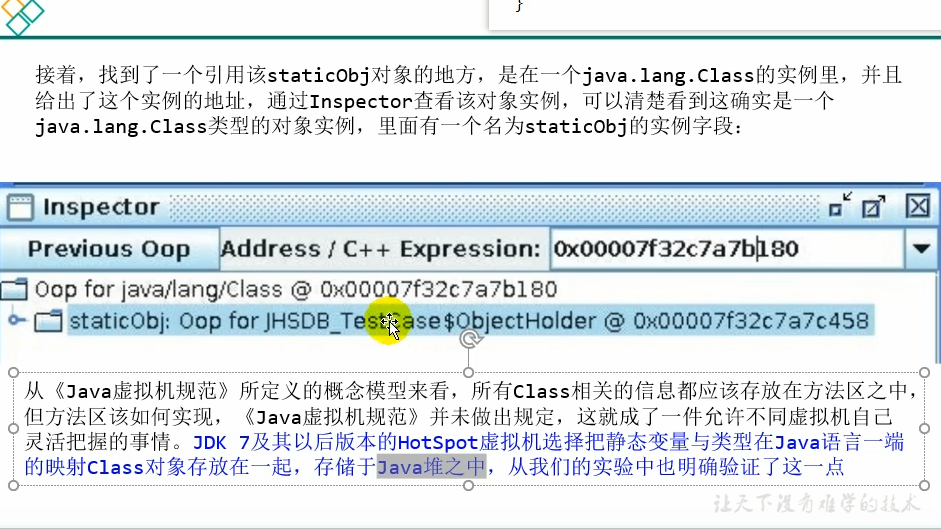 }
接着，找到了一个引用该staticObj对象的地方，是在一个java.lang.Class的实例里，并且
给出了这个实例的地址，通过Inspector查看该对象实例，可以清楚看到这确实是一个
java.lang.Class类型的对象实例，里面有一个名为staticObj的实例字段：
Inspector
Previous Oop Address / C++ Expression: 0x00007f32c7a7b180
Oop for java/lang/Class @ 0x00007f32c7a7b180
staticObj: Oop for JHSDB_TestCase$ObjectHolder @ 0x00007f32c7a7c458
从《Java虚拟机规范》所定义的概念模型来看，所有Class相关的信息都应该存放在方法区之中，
但方法区该如何实现，《Java虚拟机规范》并未做出规定，这就成了一件允许不同虚拟机自己
灵活把握的事情。JDK 7及其以后版本的HotSpot虚拟机选择把静态变量与类型在Java语言一端
的映射Class对象存放在一起，存储于Java堆之中，从我们的实验中也明确验证了这一点
让天下没有难学的技术